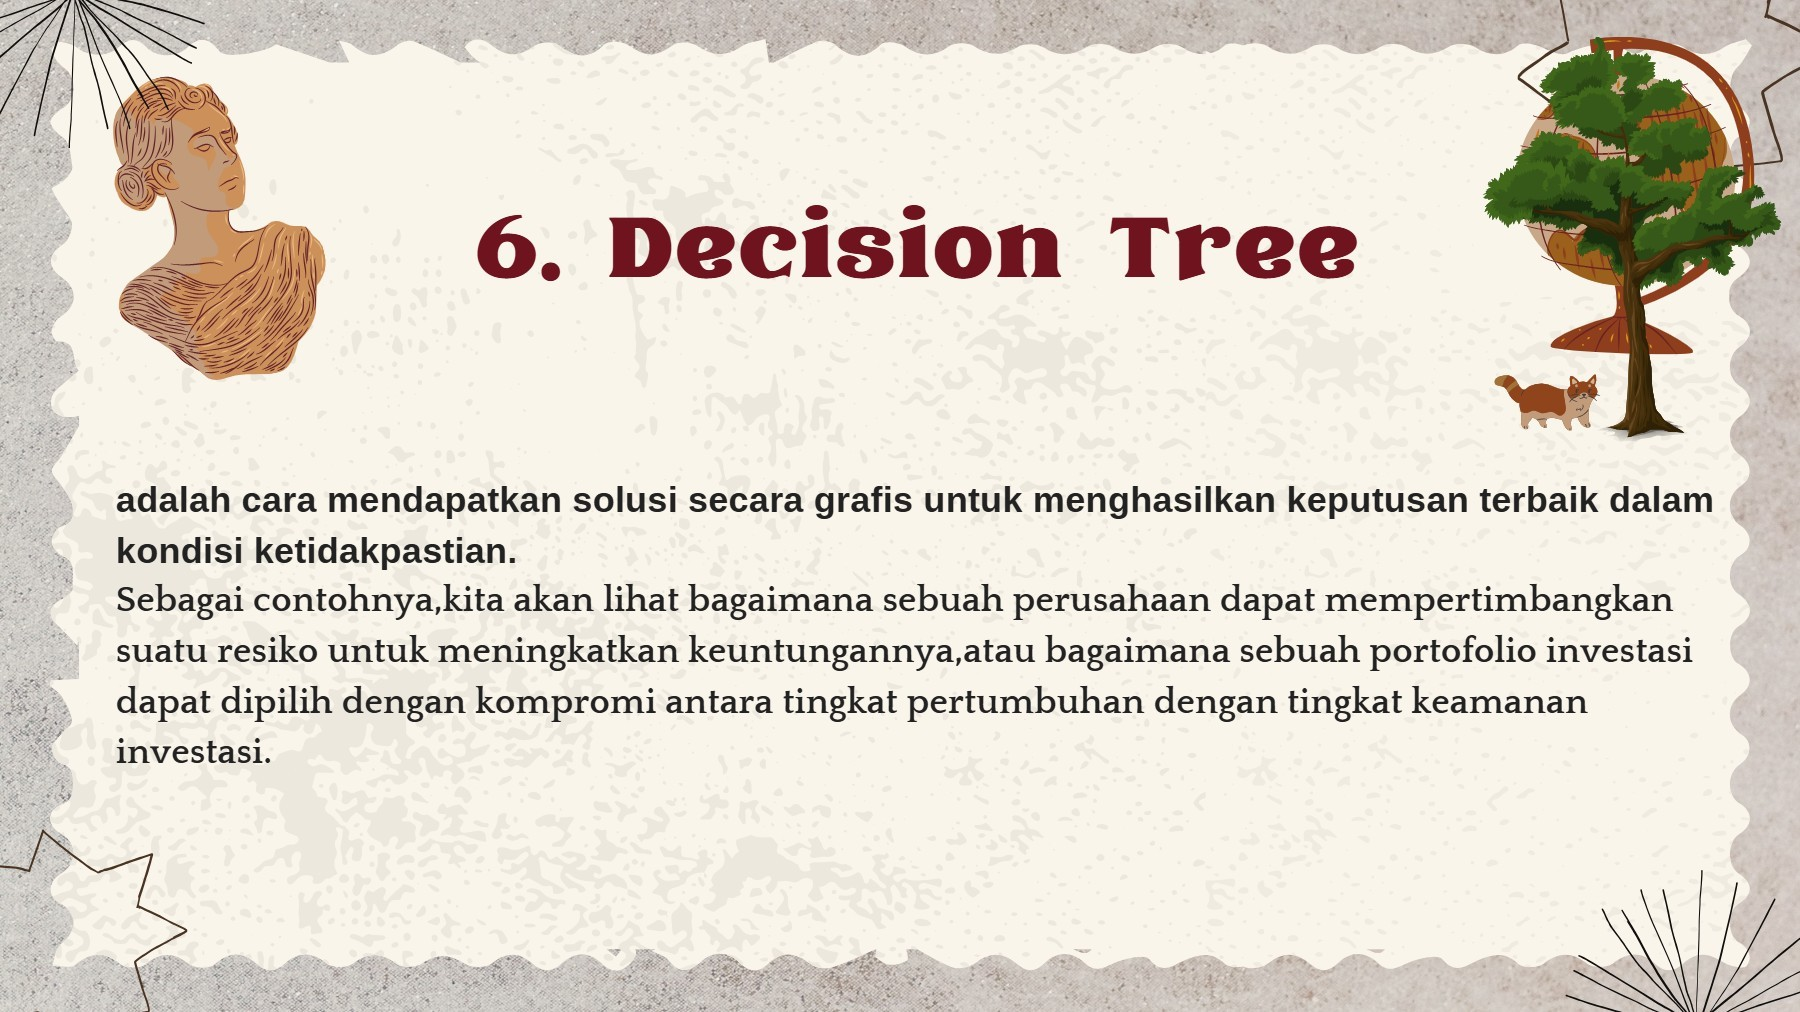 6. Decision Tree
adalah cara mendapatkan solusi secara grafis untuk menghasilkan keputusan terbaik dalam
kondisi ketidakpastian.
Sebagai contohnya,kita akan lihat bagaimana sebuah perusahaan dapat mempertimbangkan
suatu resiko untuk meningkatkan keuntungannya,atau bagaimana sebuah portofolio investasi
dapat dipilih dengan kompromi antara tingkat pertumbuhan dengan tingkat keamanan
investasi.